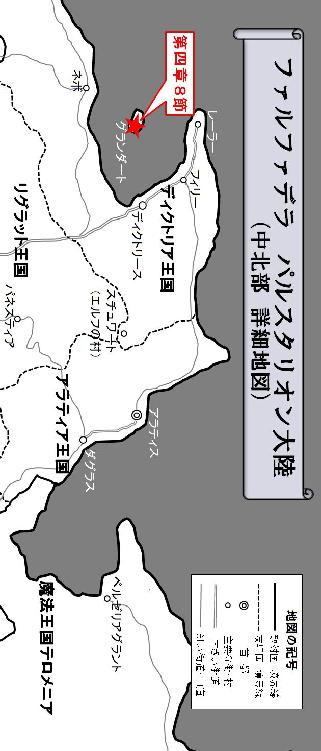 ファルファデラ パルスタリオン大陸
(中北部 詳細地図)
第四章8節
レーラー
グランダート
フィリー
ネポ
ディクトリア王国
ディクトリース
リグラット王国
スチュワート
(エルフの村)
パネスティア
アラティア王国
アラティス
ダグラス
ベルゼリアグラント
魔法王国テロメニア
地図の記号
首都